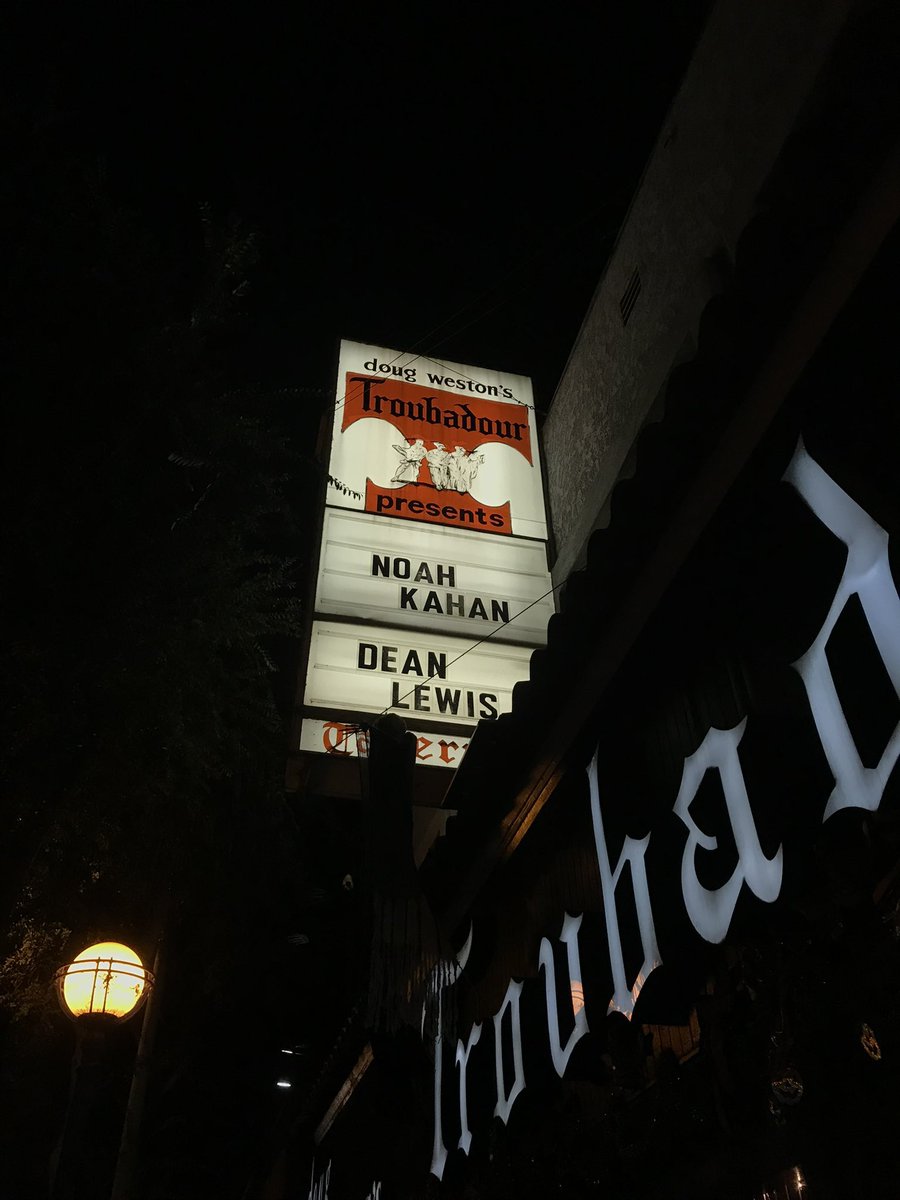 doug weston's
Troubadour
presents
NOAH
KAHAN
DEAN
LEWIS
Troubad